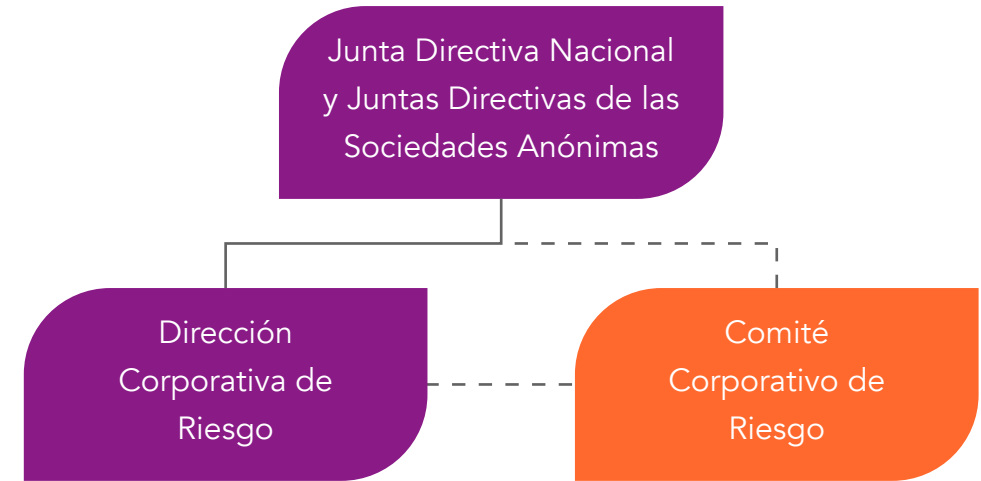 Junta Directiva Nacional
y Juntas Directivas de las
Sociedades Anónimas
Dirección
Corporativa de
Riesgo
Comité
Corporativo de
Riesgo